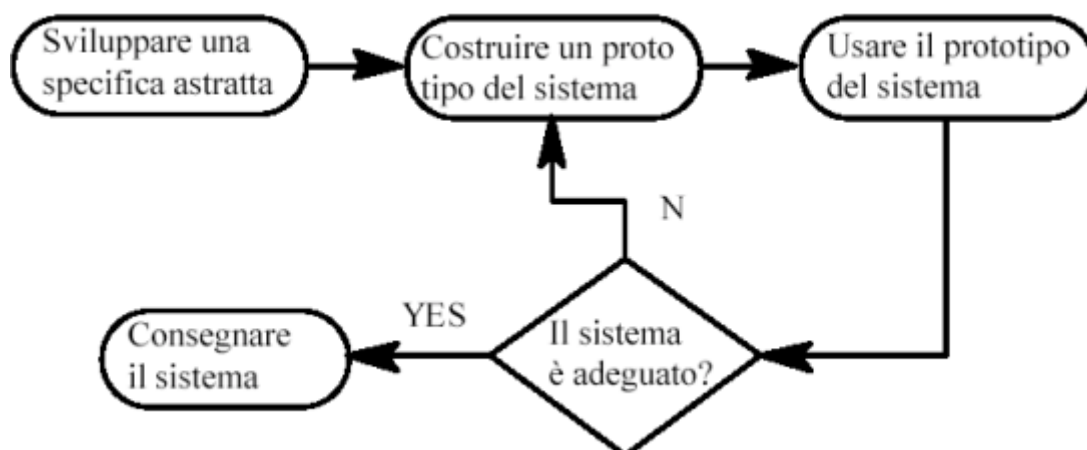 Sviluppare una
specifica astratta
Costruire un proto
tipo del sistema
Usare il prototipo
del sistema
N
YES
Il sistema
è adeguato?
Consegnare
il sistema